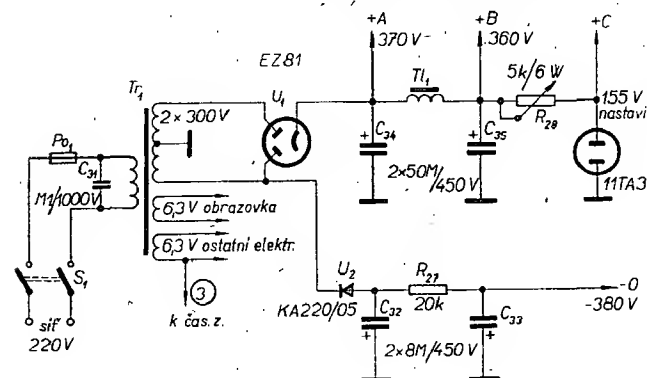 +A
+B
+C
370 V
360 V
EZ81
Tl₁
5k/6 W
Tr₁
U₁
2×300 V
155 V
nastavi
R₂₈
Po₁
C₃₁
C₃₄
C₃₅
M1/1000V
2×50M/
/450 V
11TA3
6,3 V obrazovka
6,3 V ostatní elektr.
S₁
3
U₂
R₂₇
-0
k čas. z.
KA220/05
C₃₂
20k
C₃₃
-380 V
síť
220 V
2×8M/450 V